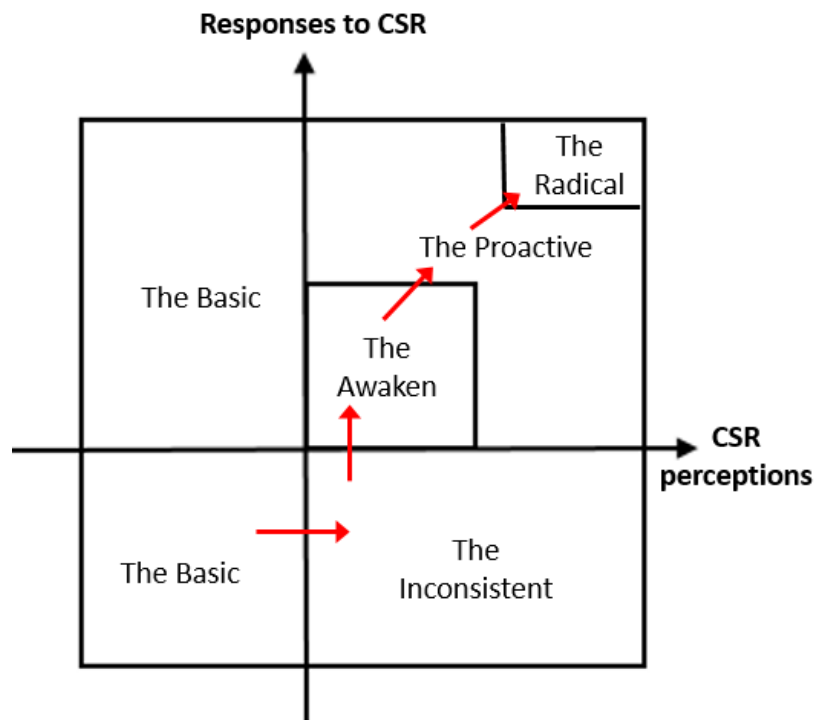 Responses to CSR
The
Radical
The Proactive
The Basic
The
Awaken
CSR
perceptions
The Basic
The
Inconsistent